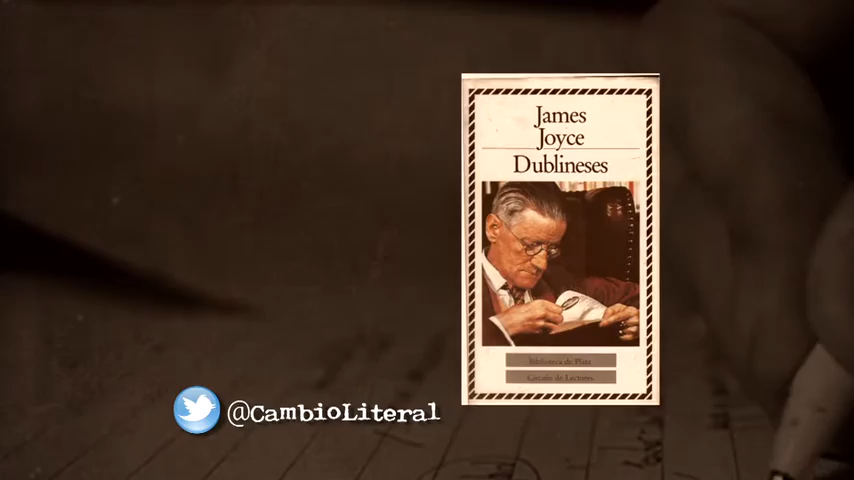 James
Joyce
Dublineses
Biblioteca de Plata
Círculo de Lectores
@CambioLiteral